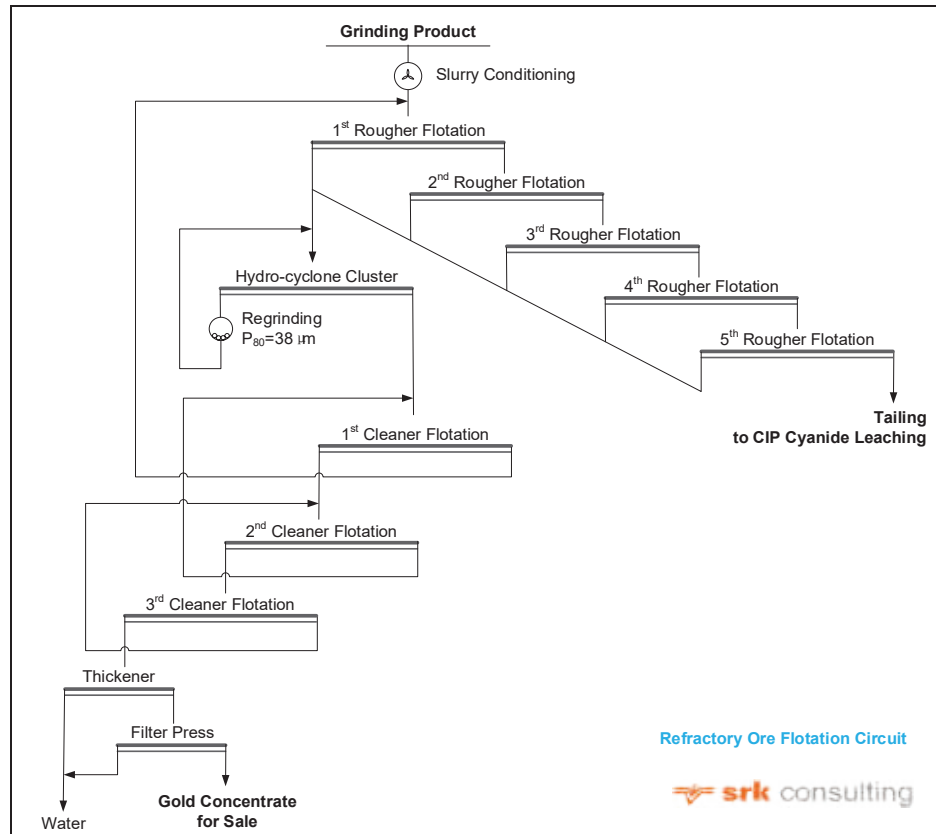 Grinding Product
Slurry Conditioning
1st Rougher Flotation
2nd Rougher Flotation
3rd Rougher Flotation
Hydro-cyclone Cluster
4th Rougher Flotation
Regrinding
P80=38 μm
5th Rougher Flotation
Tailing
to CIP Cyanide Leaching
1st Cleaner Flotation
2nd Cleaner Flotation
3rd Cleaner Flotation
Thickener
Filter Press
Refractory Ore Flotation Circuit
srk consulting
Gold Concentrate
for Sale
Water